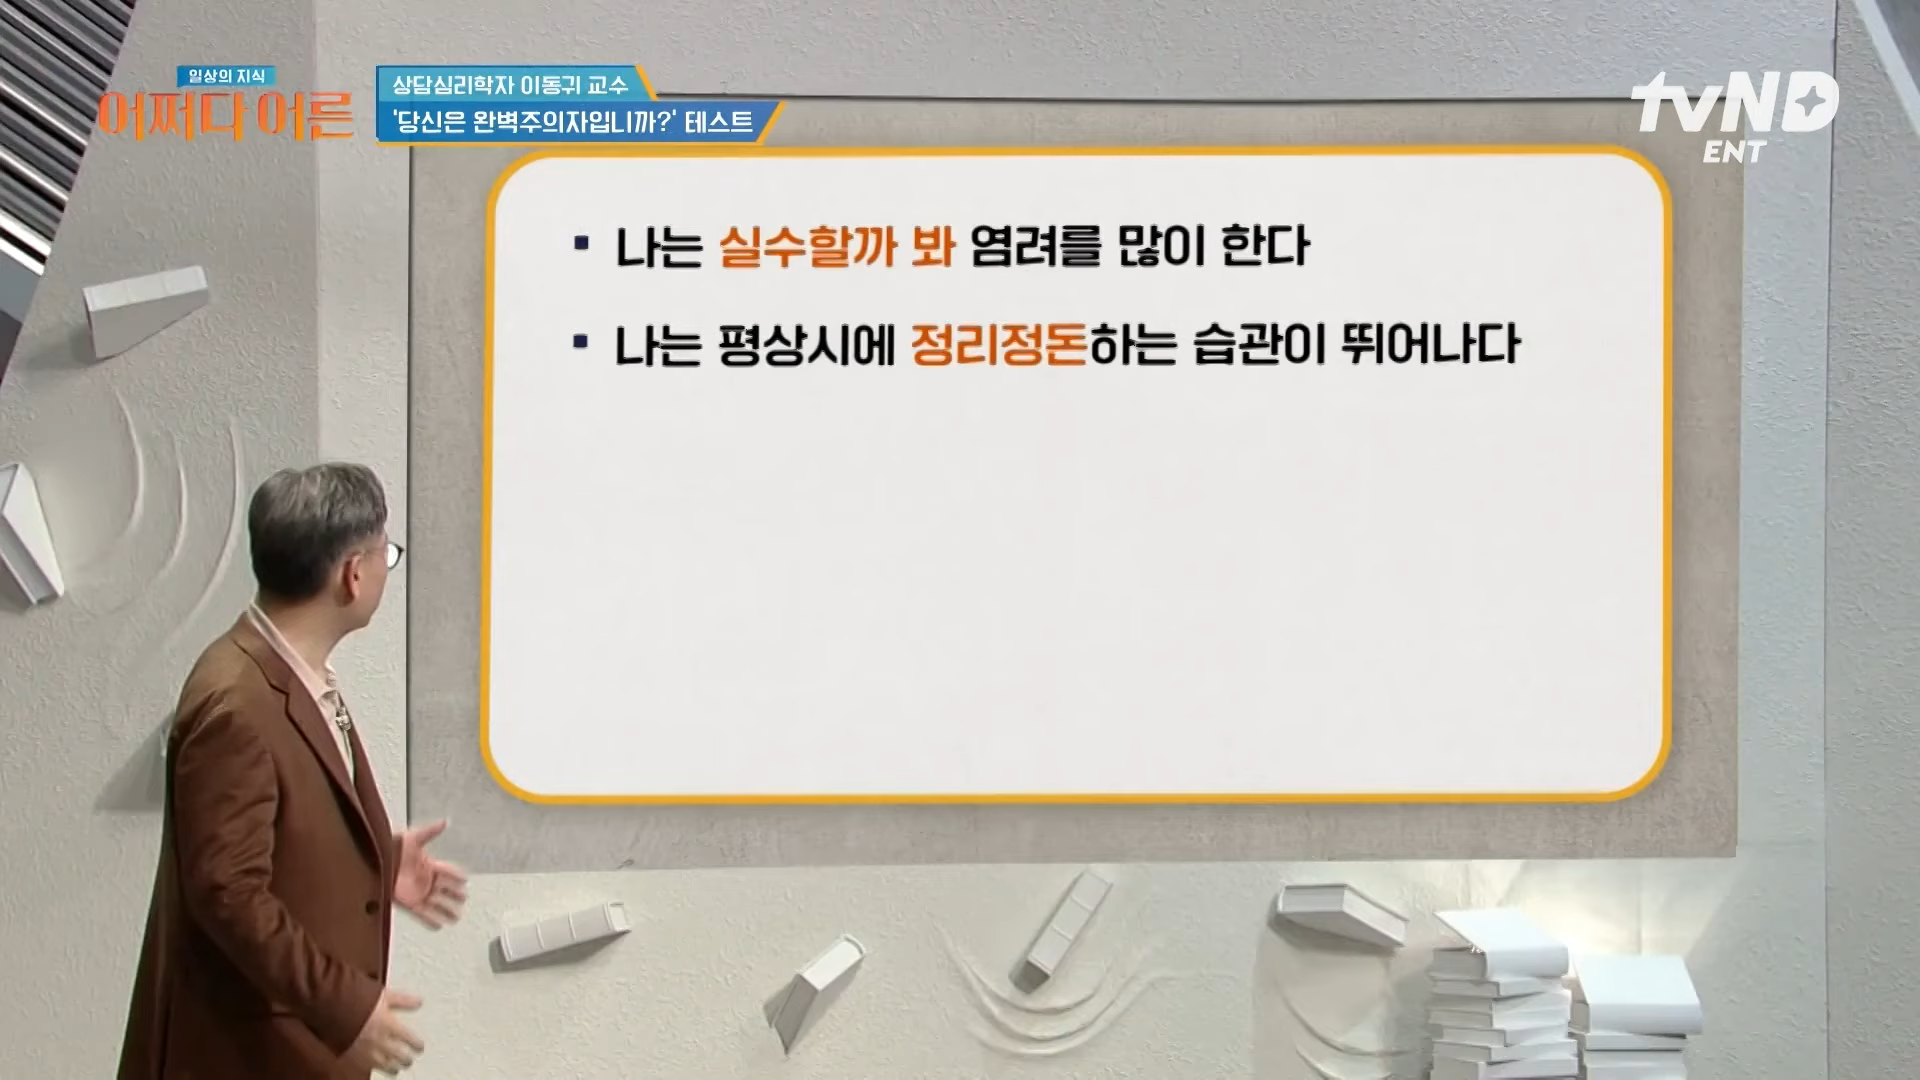 일상의 지식
어쩌다 어른
상담심리학자 이동귀 교수
'당신은 완벽주의자입니까?' 테스트
tvND
ENT
▪ 나는 실수할까 봐 염려를 많이 한다
▪ 나는 평상시에 정리정돈하는 습관이 뛰어나다